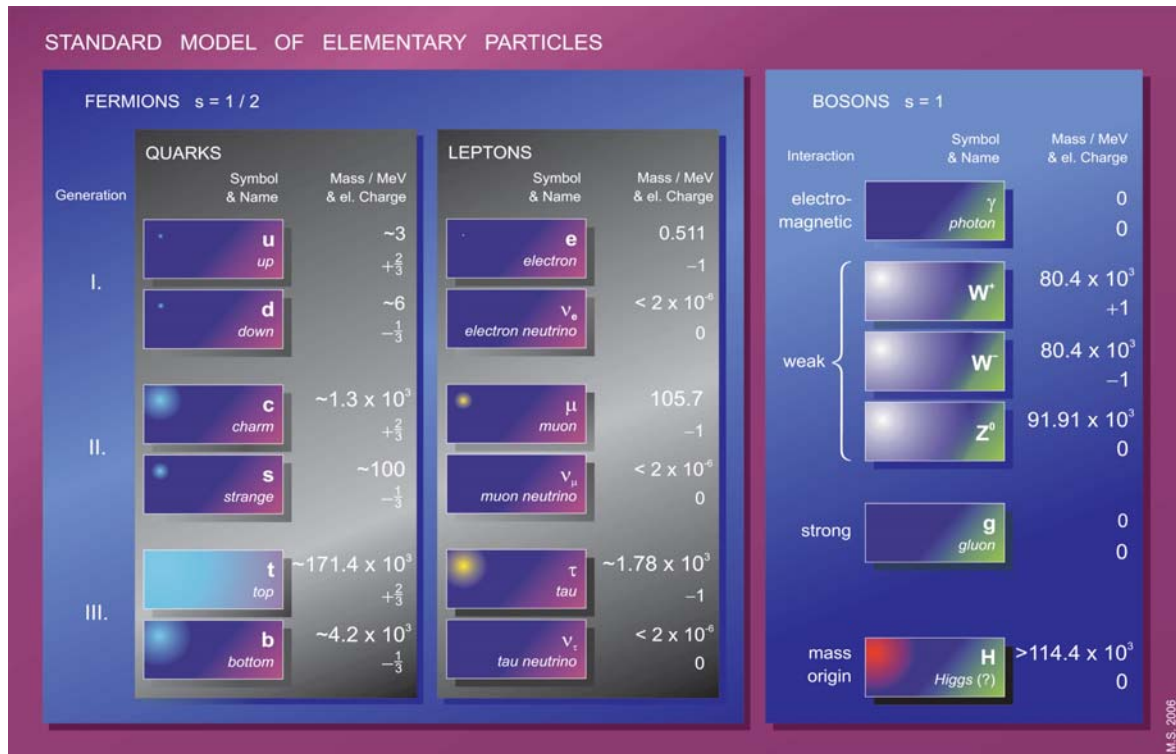 STANDARD MODEL OF ELEMENTARY PARTICLES
FERMIONS s = 1 / 2
QUARKS
Generation
Symbol & Name
Mass / MeV & el. Charge
I.
u
up
~3
+2/3
d
down
~6
−1/3
II.
c
charm
~1.3 x 10³
+2/3
s
strange
~100
−1/3
III.
t
top
~171.4 x 10³
+2/3
b
bottom
~4.2 x 10³
−1/3
LEPTONS
Symbol & Name
Mass / MeV & el. Charge
e
electron
0.511
−1
νe
electron neutrino
< 2 x 10⁻⁶
0
μ
muon
105.7
−1
νμ
muon neutrino
< 2 x 10⁻⁶
0
τ
tau
~1.78 x 10³
−1
ντ
tau neutrino
< 2 x 10⁻⁶
0
BOSONS s = 1
Interaction
Symbol & Name
Mass / MeV & el. Charge
electro-
magnetic
γ
photon
0
0
weak
W⁺
80.4 x 10³
+1
W⁻
80.4 x 10³
−1
Z⁰
91.91 x 10³
0
strong
g
gluon
0
0
mass
origin
H
Higgs (?)
>114.4 x 10³
0
M.S. 2006